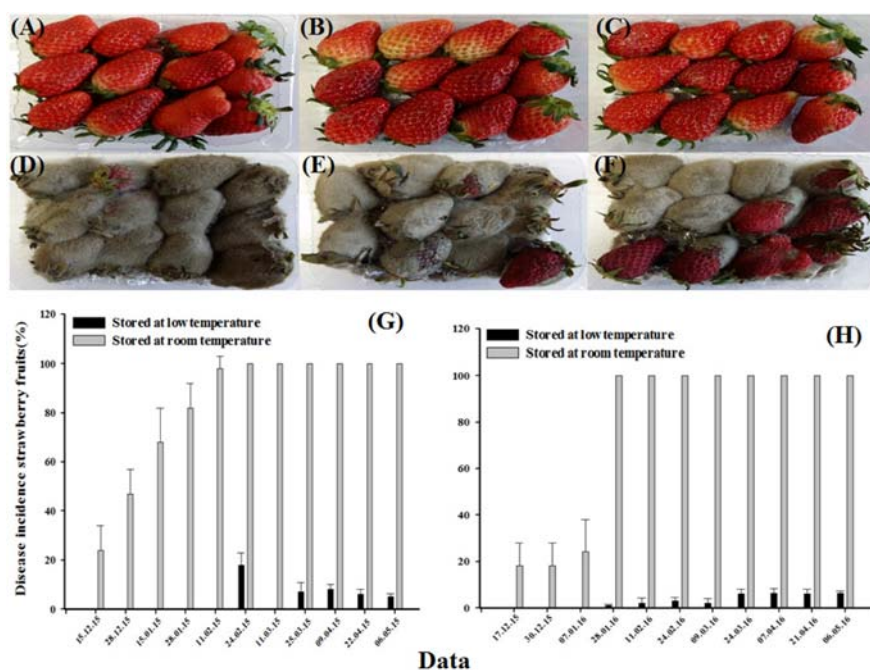 (A)
(B)
(C)
(D)
(E)
(F)
Disease incidence strawberry fruits(%)
120
100
80
60
40
20
0
Stored at low temperature
Stored at room temperature
(G)
15.12.15
28.12.15
15.01.15
28.01.15
11.02.15
24.02.15
11.03.15
25.03.15
09.04.15
22.04.15
06.05.15
120
100
80
60
40
20
0
Stored at low temperature
Stored at room temperature
(H)
17.12.15
30.12.15
07.01.16
28.01.16
11.02.16
24.02.16
09.03.16
24.03.16
07.04.16
21.04.16
06.05.16
Data